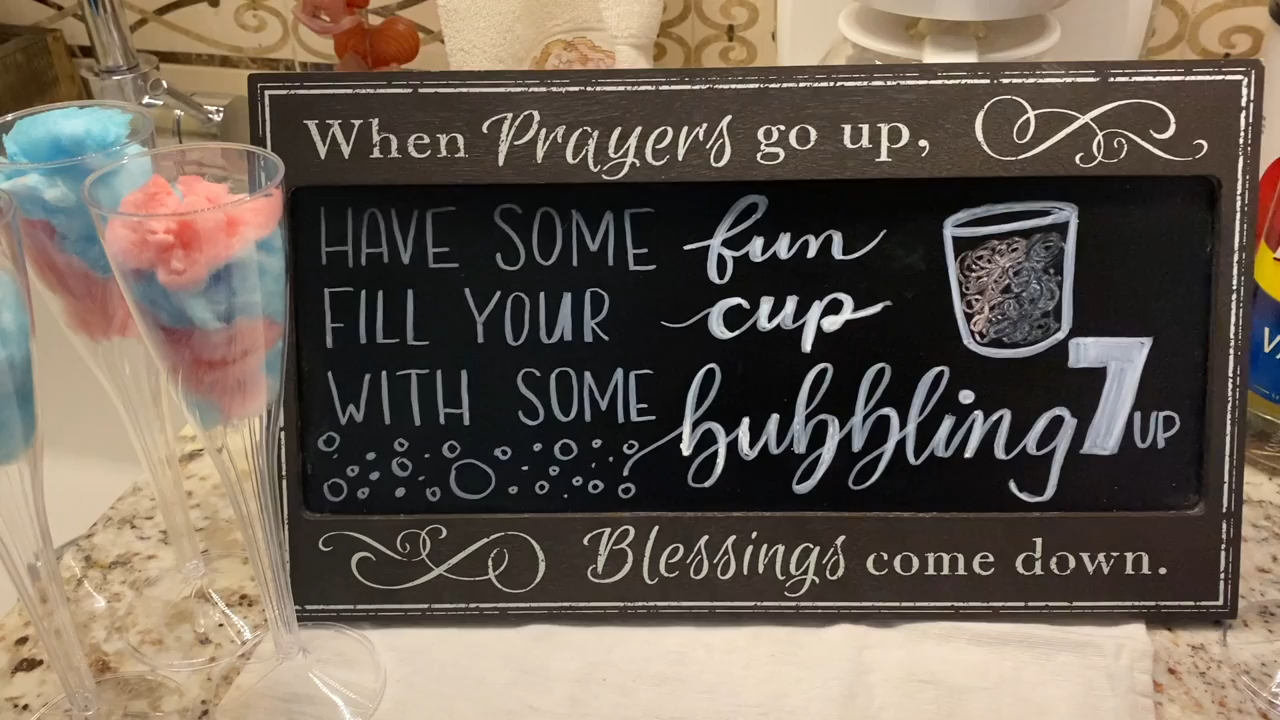 When Prayers go up,
HAVE SOME fun
FILL YOUR cup
WITH SOME bubbling 7UP
Blessings come down.